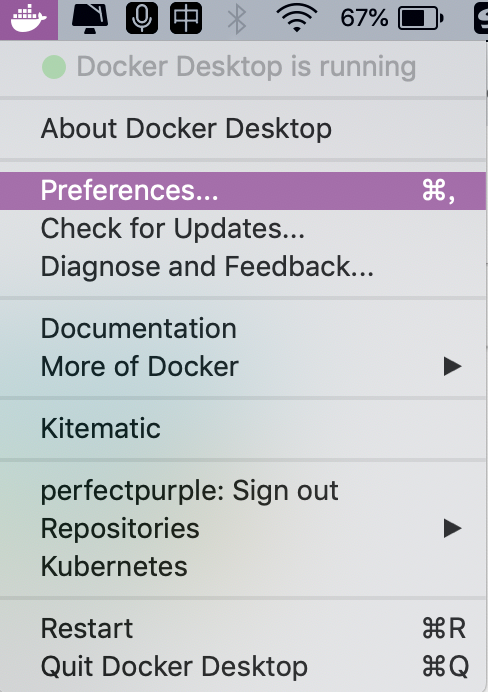 中 67%
Docker Desktop is running
About Docker Desktop
Preferences... ⌘,
Check for Updates...
Diagnose and Feedback...
Documentation
More of Docker ▶
Kitematic
perfectpurple: Sign out
Repositories ▶
Kubernetes
Restart ⌘R
Quit Docker Desktop ⌘Q